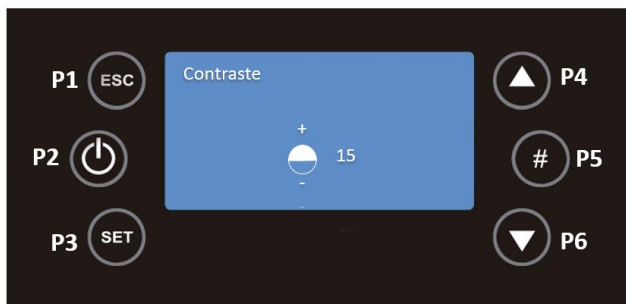 P1 ESC
Contraste
P4
P2
+
15
-
# P5
P3 SET
P6